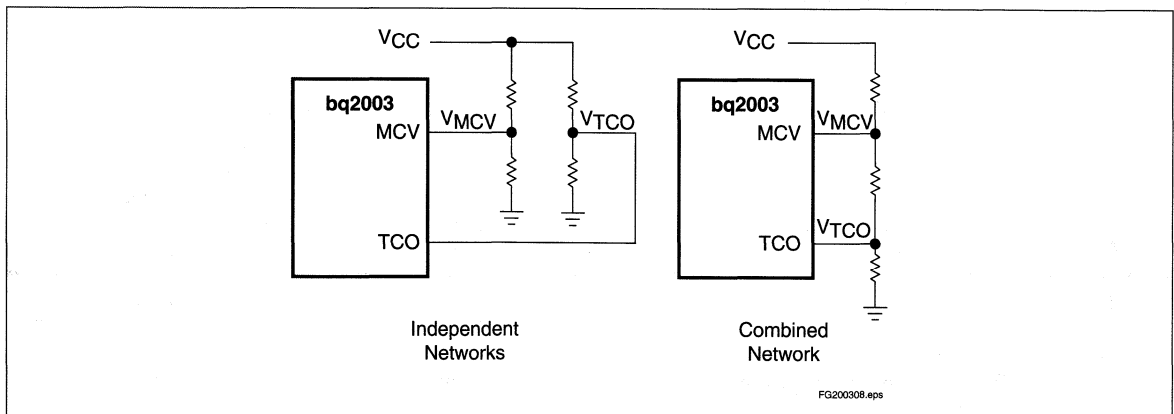 VCC
bq2003
MCV
VMCV
VTCO
TCO
Independent
Networks
VCC
bq2003
MCV
VMCV
TCO
VTCO
Combined
Network
FG200308.eps